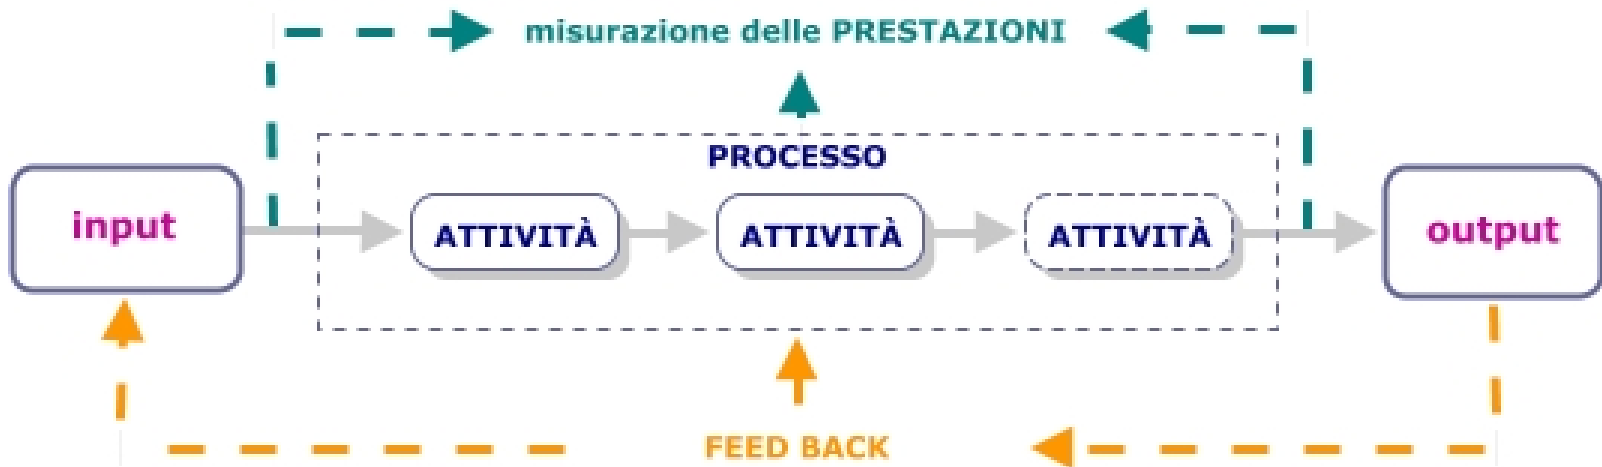 misurazione delle PRESTAZIONI
PROCESSO
input
ATTIVITÀ
ATTIVITÀ
ATTIVITÀ
output
FEED BACK